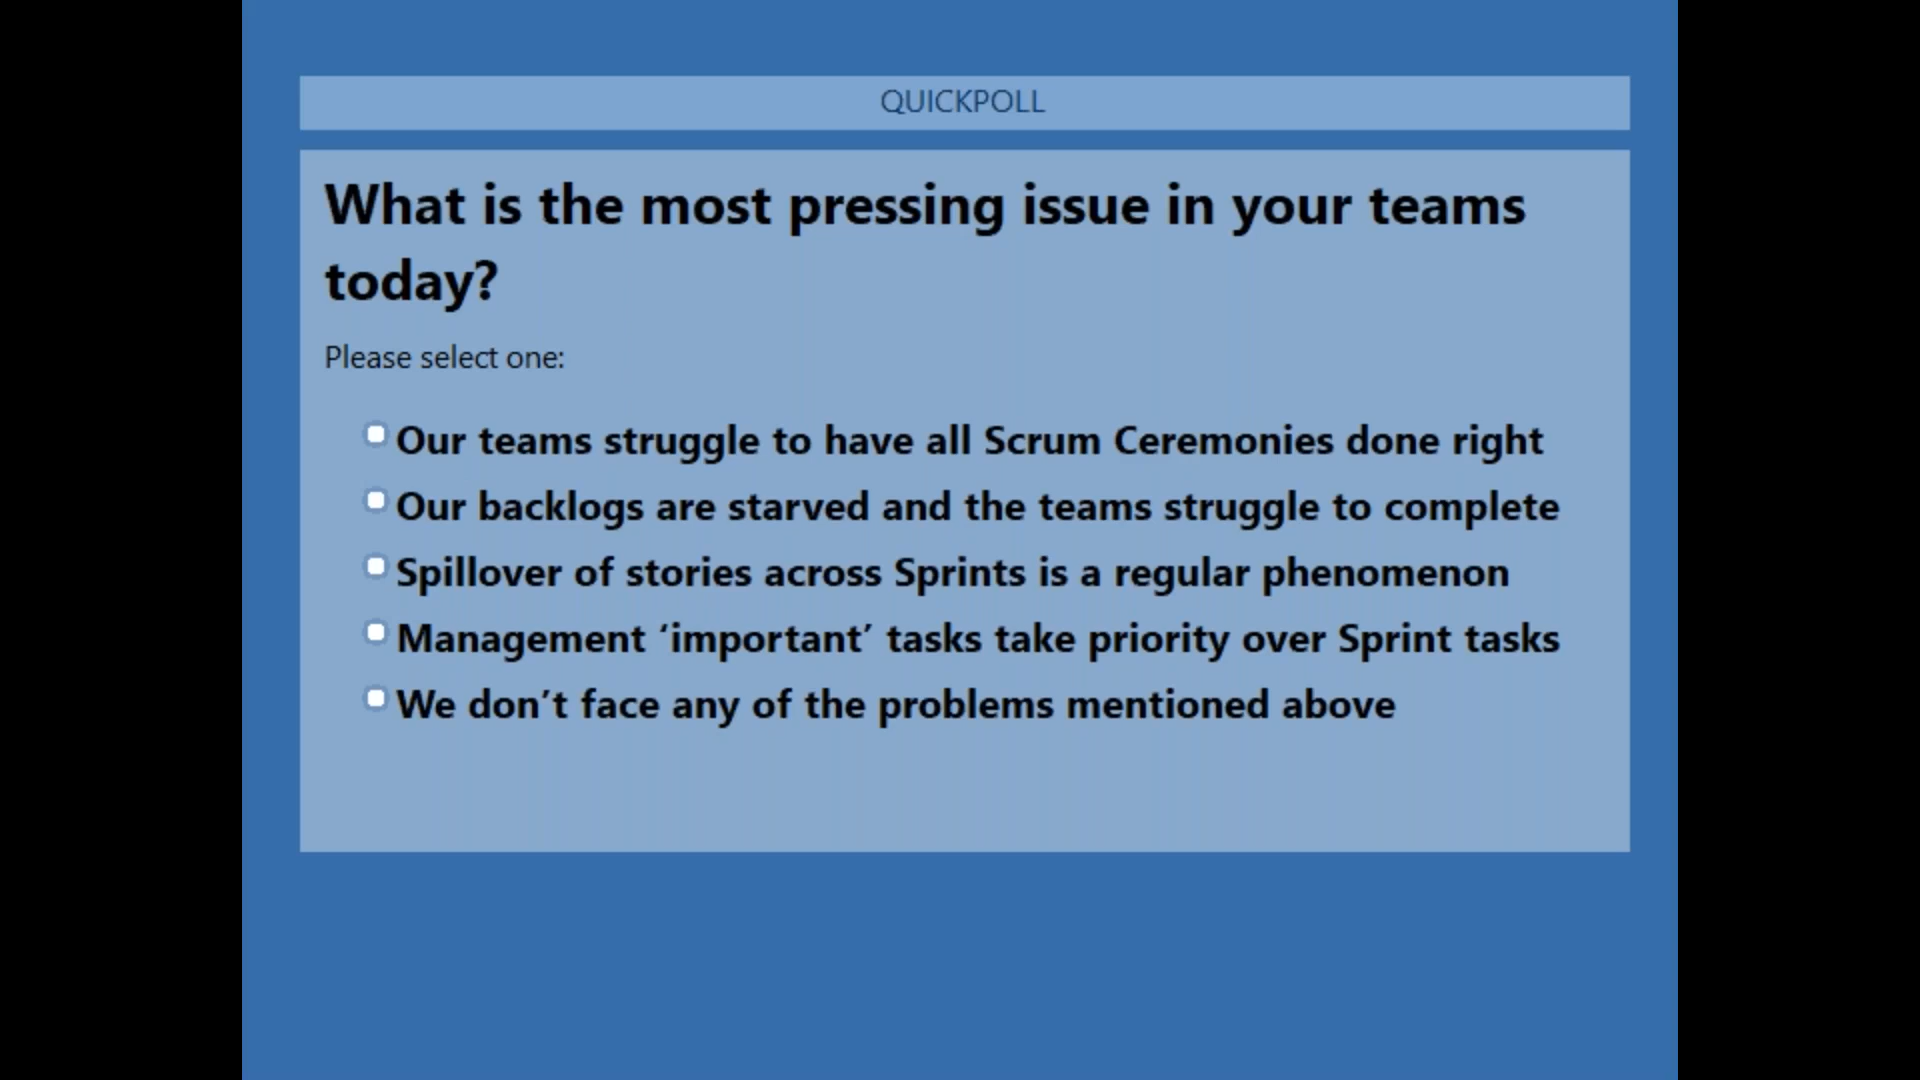 QUICKPOLL
What is the most pressing issue in your teams
today?
Please select one:
Our teams struggle to have all Scrum Ceremonies done right
Our backlogs are starved and the teams struggle to complete
Spillover of stories across Sprints is a regular phenomenon
Management ‘important’ tasks take priority over Sprint tasks
We don’t face any of the problems mentioned above